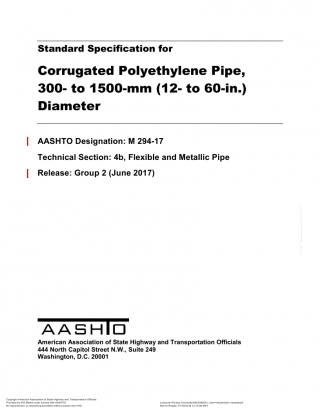 Standard Specification for
Corrugated Polyethylene Pipe,
300- to 1500-mm (12- to 60-in.)
Diameter
AASHTO Designation: M 294-17
Technical Section: 4b, Flexible and Metallic Pipe
Release: Group 2 (June 2017)
AASHTO
American Association of State Highway and Transportation Officials
444 North Capitol Street N.W., Suite 249
Washington, D.C. 20001